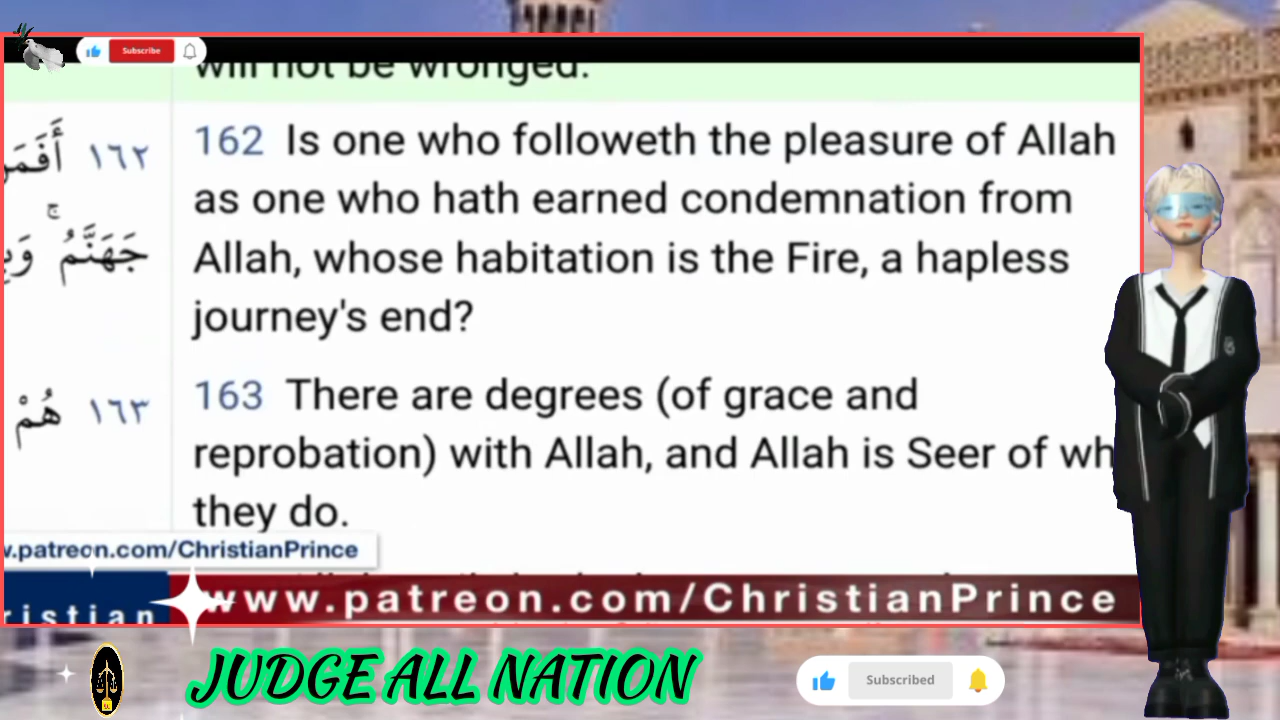 Subscribe
will not be wronged.
١٦٢ أَفَمَ
162 Is one who followeth the pleasure of Allah
as one who hath earned condemnation from
جَهَنَّمُ ۚ
Allah, whose habitation is the Fire, a hapless
journey's end?
١٦٣ هُمْ
163 There are degrees (of grace and
reprobation) with Allah, and Allah is Seer of wh
they do.
w.patreon.com/ChristianPrince
ristian
www.patreon.com/ChristianPrince
JUDGE ALL NATION
Subscribed